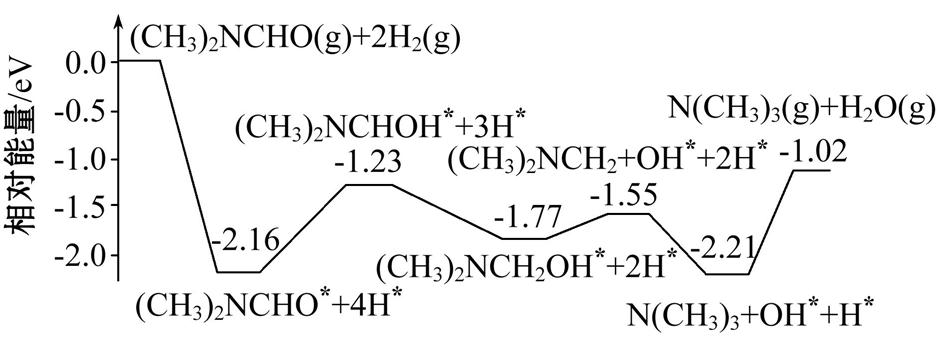 (CH₃)₂NCHO(g)+2H₂(g)
相对能量/eV
0.0
-0.5
-1.0
-1.5
-2.0
(CH₃)₂NCHOH*+3H*
-1.23
N(CH₃)₃(g)+H₂O(g)
(CH₃)₂NCH₂+OH*+2H*
-1.02
-1.55
-1.77
-2.16
-2.21
(CH₃)₂NCH₂OH*+2H*
(CH₃)₂NCHO*+4H*
N(CH₃)₃+OH*+H*